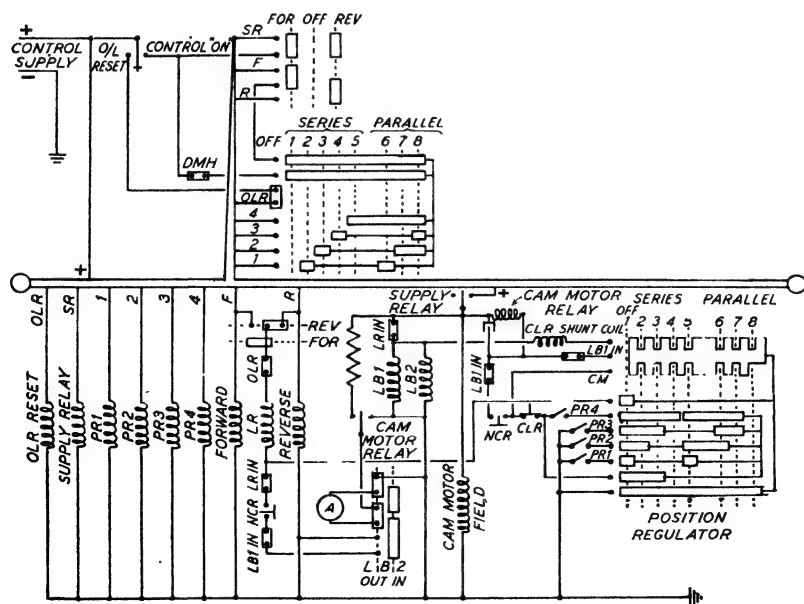 FOR OFF REV
+
CONTROL
SUPPLY
−
O/L
RESET
+
CONTROL "ON"
SR
F
R
SERIES PARALLEL
OFF 1 2 3 4 5 6 7 8
DMH
OLR
4
3
2
1
+
OLR
SR
1
2
3
4
F
R
OLR RESET
SUPPLY RELAY
PR1
PR2
PR3
PR4
FORWARD
REVERSE
REV
FOR
OLR
LR
LR IN
NCR
LB1 IN
A
LR IN
LB1
LB2
CAM
MOTOR
RELAY
LB2
OUT IN
SUPPLY
RELAY
+
CAM MOTOR
RELAY
CLR SHUNT COIL
LB1 IN
LB1 IN
CM
NCR
CLR
PR4
PR3
PR2
PR1
CAM MOTOR
FIELD
SERIES PARALLEL
OFF
1 2 3 4 5 6 7 8
POSITION
REGULATOR